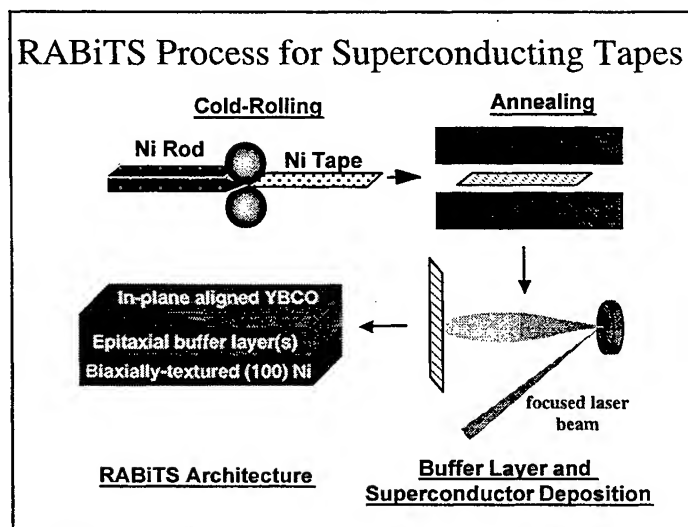 RABiTS Process for Superconducting Tapes
Cold-Rolling
Annealing
Ni Rod
Ni Tape
In-plane aligned YBCO
Epitaxial buffer layer(s)
Biaxially-textured (100) Ni
focused laser
beam
RABiTS Architecture
Buffer Layer and
Superconductor Deposition